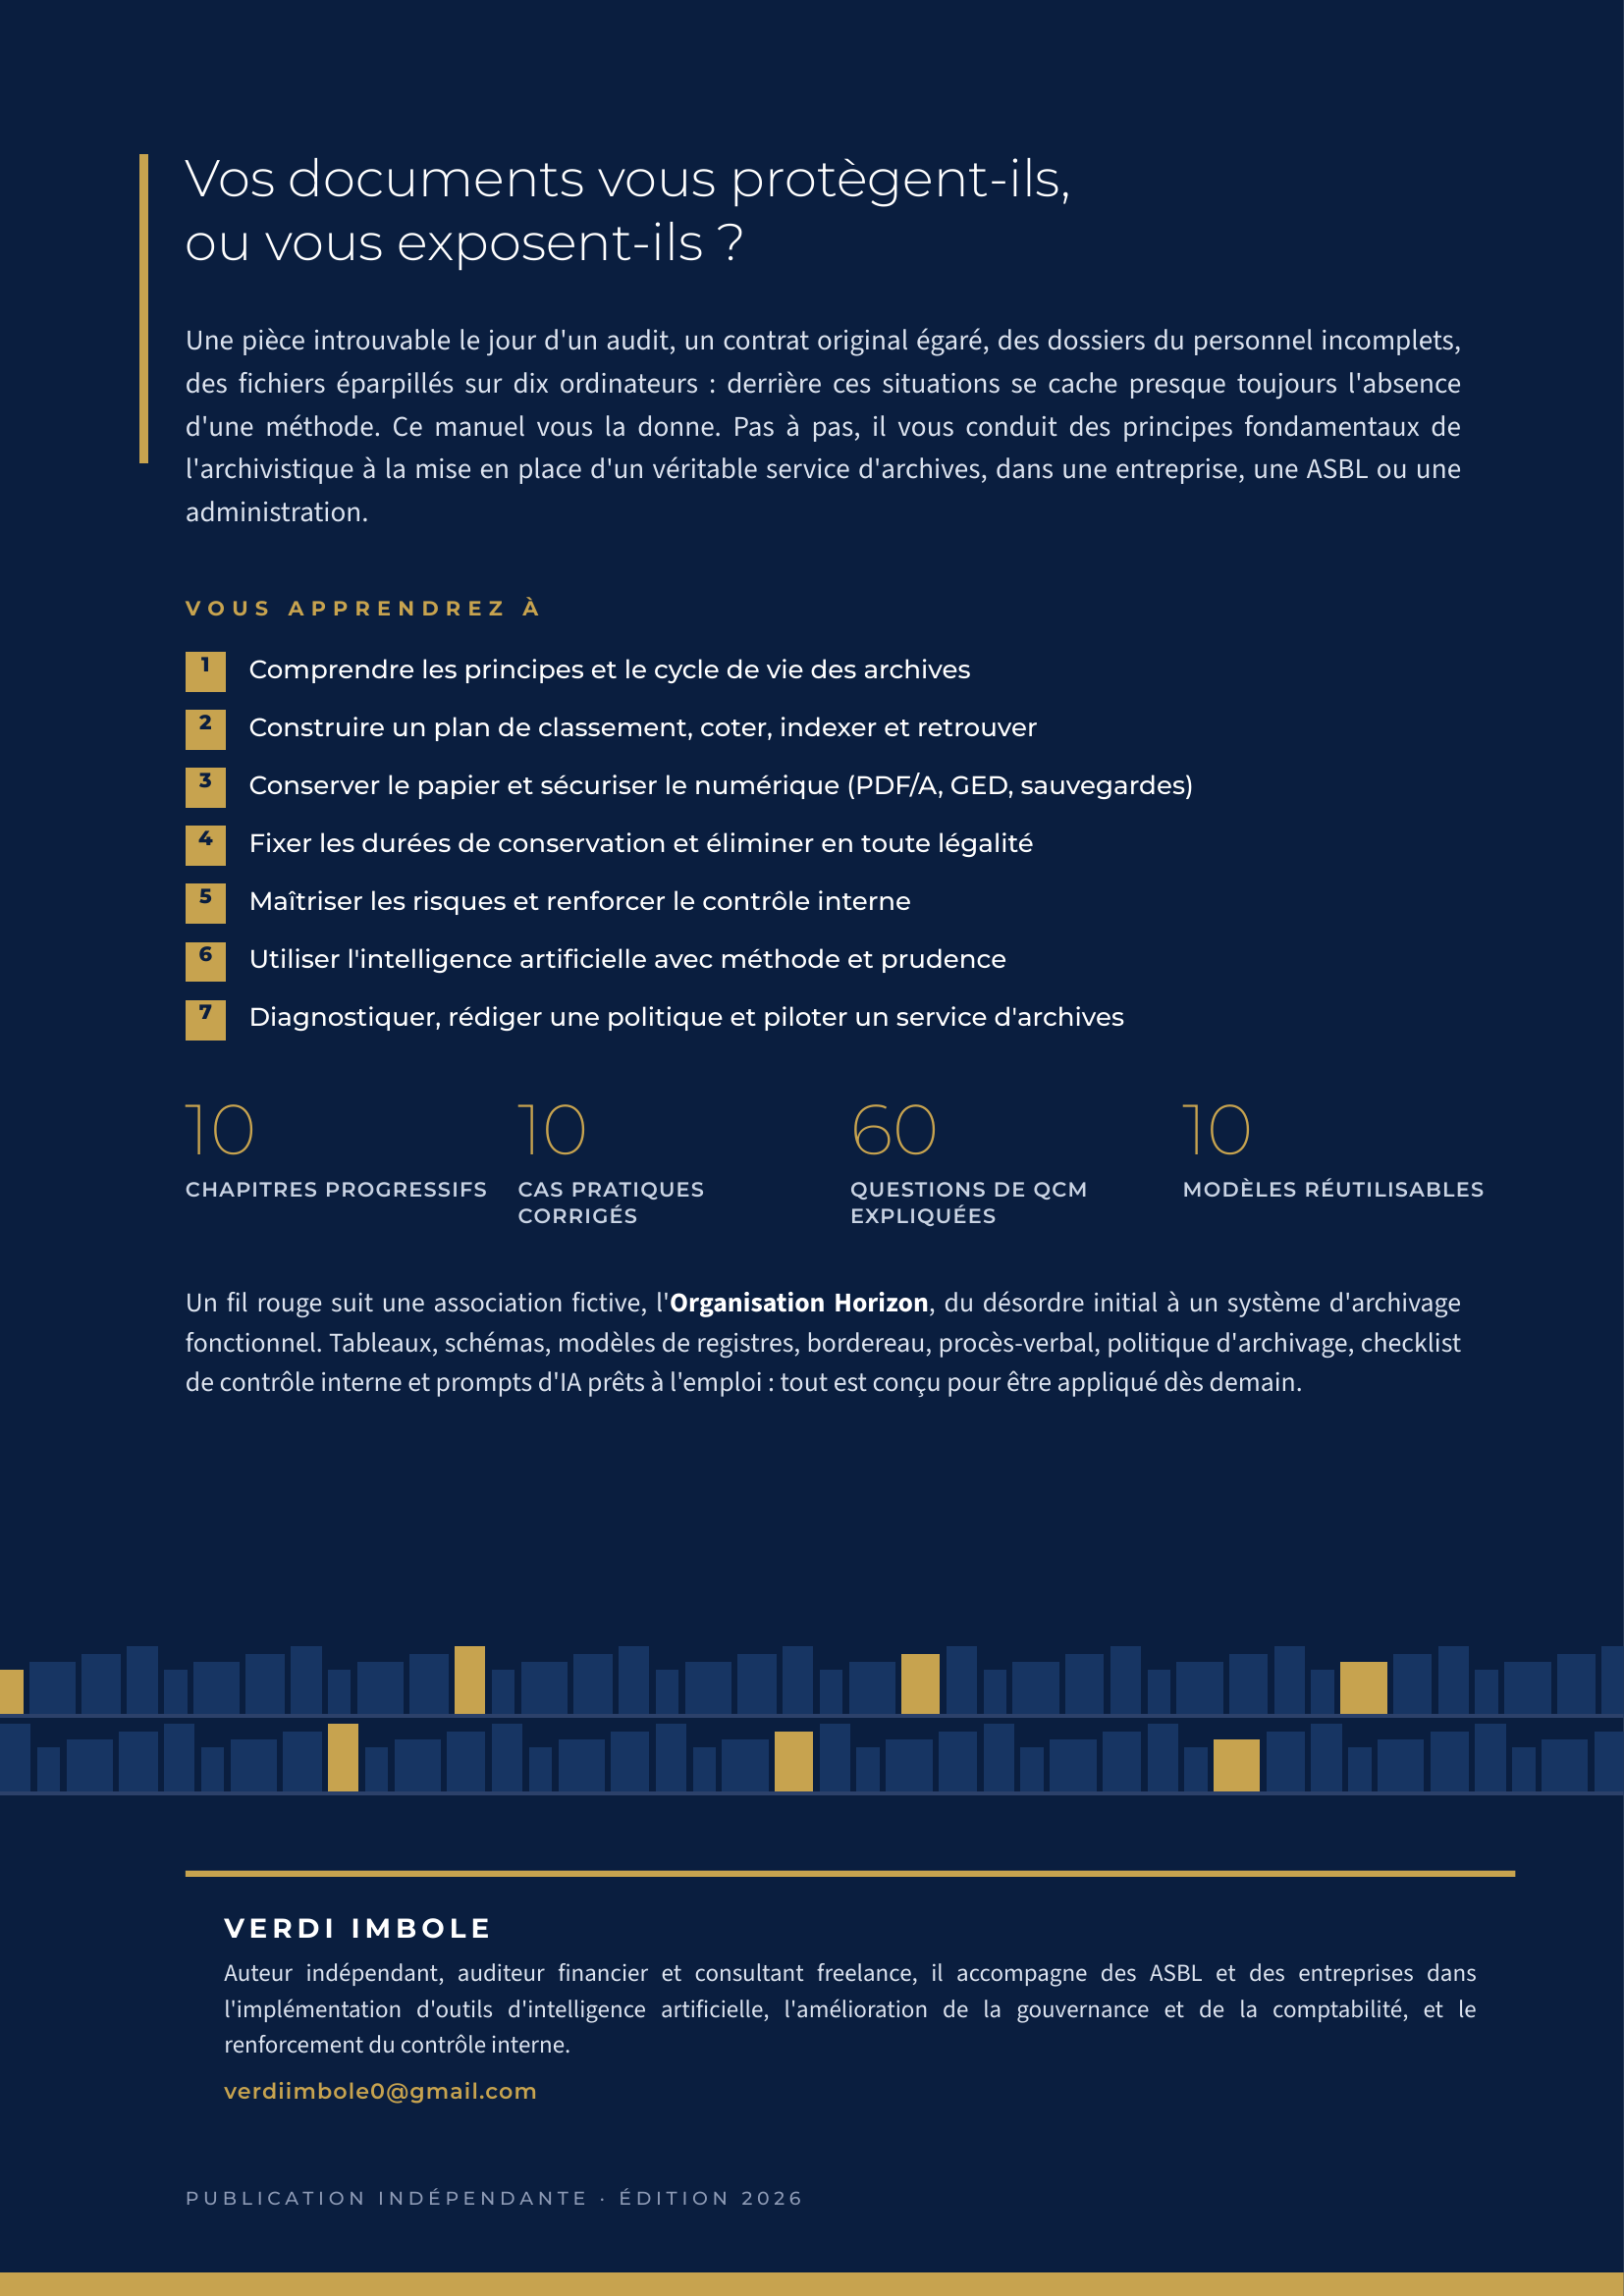 Vos documents vous protègent-ils,
ou vous exposent-ils ?
Une pièce introuvable le jour d'un audit, un contrat original égaré, des dossiers du personnel incomplets,
des fichiers éparpillés sur dix ordinateurs : derrière ces situations se cache presque toujours l'absence
d'une méthode. Ce manuel vous la donne. Pas à pas, il vous conduit des principes fondamentaux de
l'archivistique à la mise en place d'un véritable service d'archives, dans une entreprise, une ASBL ou une
administration.
VOUS APPRENDREZ À
1 Comprendre les principes et le cycle de vie des archives
2 Construire un plan de classement, coter, indexer et retrouver
3 Conserver le papier et sécuriser le numérique (PDF/A, GED, sauvegardes)
4 Fixer les durées de conservation et éliminer en toute légalité
5 Maîtriser les risques et renforcer le contrôle interne
6 Utiliser l'intelligence artificielle avec méthode et prudence
7 Diagnostiquer, rédiger une politique et piloter un service d'archives
10
CHAPITRES PROGRESSIFS
10
CAS PRATIQUES
CORRIGÉS
60
QUESTIONS DE QCM
EXPLIQUÉES
10
MODÈLES RÉUTILISABLES
Un fil rouge suit une association fictive, l'Organisation Horizon, du désordre initial à un système d'archivage
fonctionnel. Tableaux, schémas, modèles de registres, bordereau, procès-verbal, politique d'archivage, checklist
de contrôle interne et prompts d'IA prêts à l'emploi : tout est conçu pour être appliqué dès demain.
VERDI IMBOLE
Auteur indépendant, auditeur financier et consultant freelance, il accompagne des ASBL et des entreprises dans
l'implémentation d'outils d'intelligence artificielle, l'amélioration de la gouvernance et de la comptabilité, et le
renforcement du contrôle interne.
verdiimbole0@gmail.com
PUBLICATION INDÉPENDANTE · ÉDITION 2026